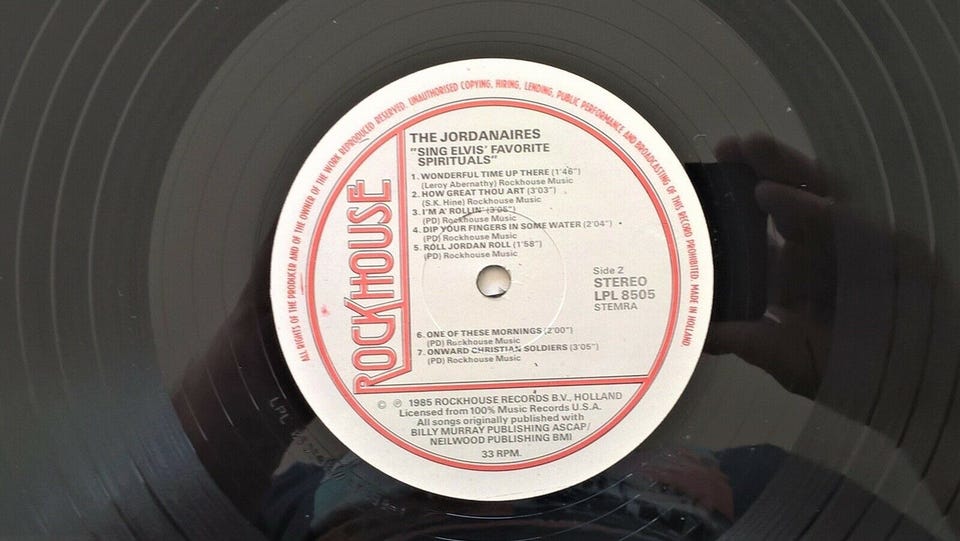 ALL RIGHTS OF THE PRODUCER AND OF THE OWNER OF THE WORK REPRODUCED RESERVED. UNAUTHORISED COPYING, HIRING, LENDING, PUBLIC PERFORMANCE AND BROADCASTING OF THIS RECORD PROHIBITED. MADE IN HOLLAND.
ROCKHOUSE
THE JORDANAIRES
"SING ELVIS' FAVORITE
SPIRITUALS"
1. WONDERFUL TIME UP THERE (1'46")
(Leroy Abernathy) Rockhouse Music
2. HOW GREAT THOU ART (3'03")
(S.K. Hine) Rockhouse Music
3. I'M A' ROLLIN' (3'06")
(PD) Rockhouse Music
4. DIP YOUR FINGERS IN SOME WATER (2'04")
(PD) Rockhouse Music
5. ROLL JORDAN ROLL (1'58")
(PD) Rockhouse Music
Side 2
STEREO
LPL 8505
STEMRA
6. ONE OF THESE MORNINGS (2'00")
(PD) Rockhouse Music
7. ONWARD CHRISTIAN SOLDIERS (3'05")
(PD) Rockhouse Music
© ℗ 1985 ROCKHOUSE RECORDS B.V., HOLLAND
Licensed from 100% Music Records U.S.A.
All songs originally published with
BILLY MURRAY PUBLISHING ASCAP/
NEILWOOD PUBLISHING BMI
33 RPM.
LPL